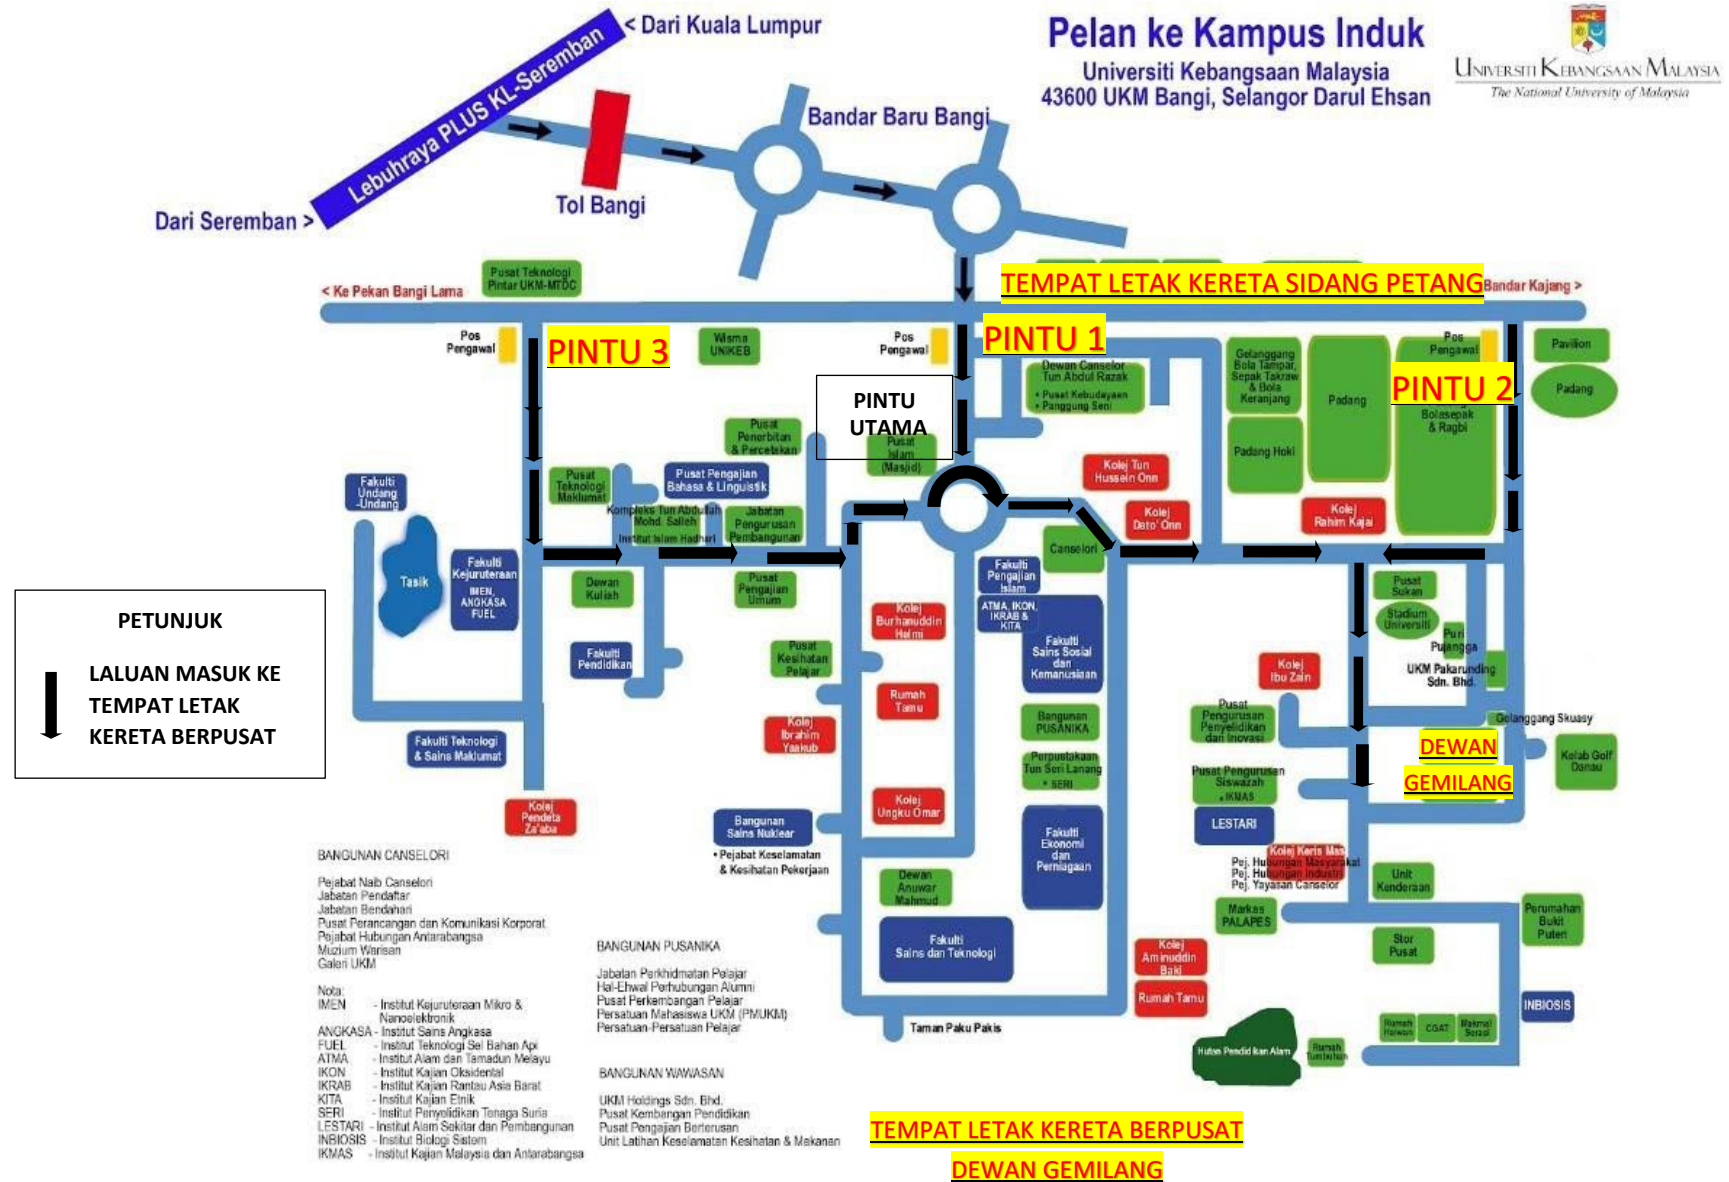 < Dari Kuala Lumpur
Pelan ke Kampus Induk
Universiti Kebangsaan Malaysia
43600 UKM Bangi, Selangor Darul Ehsan
UNIVERSITI KEBANGSAAN MALAYSIA
The National University of Malaysia
Lebuhraya PLUS KL-Seremban
Bandar Baru Bangi
Tol Bangi
Dari Seremban >
Pusat Teknologi
Pintar UKM-MTDC
< Ke Pekan Bangi Lama
TEMPAT LETAK KERETA SIDANG PETANG
Bandar Kajang >
Pos
Pengawal
PINTU 3
Wisma
UNIKEB
Pos
Pengawal
PINTU 1
Dewan Canselor
Tun Abdul Razak
• Pusat Kebudayaan
• Panggung Seni
Gelanggang
Bola Tampar,
Sepak Takraw
& Bola
Keranjang
Padang
Pos
Pengawal
PINTU 2
Bolasepak
& Ragbi
Pavilion
Padang
PINTU
UTAMA
Pusat
Islam
(Masjid)
Pusat
Penerbitan
& Percetakan
Padang Hoki
Kolej Tun
Hussein Onn
Kolej
Dato' Onn
Kolej
Rahim Kajai
Fakulti
Undang
-Undang
Pusat
Teknologi
Maklumat
Pusat Pengajian
Bahasa & Linguistik
Kompleks Tun Abdullah
Mohd. Salleh
Institut Islam Hadhari
Jabatan
Pengurusan
Pembangunan
Canselori
Tasik
Fakulti
Kejuruteraan
IMEN,
ANGKASA
FUEL
Dewan
Kuliah
Pusat
Pengajian
Umum
Fakulti
Pengajian
Islam
ATMA, IKON,
IKRAB &
KITA
Pusat
Sukan
Stadium
Universiti
Puri
Pujangga
UKM Pakarunding
Sdn. Bhd.
PETUNJUK
LALUAN MASUK KE
TEMPAT LETAK
KERETA BERPUSAT
Kolej
Burhanuddin
Helmi
Fakulti
Sains Sosial
dan
Kemanusiaan
Fakulti
Pendidikan
Pusat
Kesihatan
Pelajar
Kolej
Ibu Zain
Rumah
Tamu
Bangunan
PUSANIKA
Pusat
Pengurusan
Penyelidikan
dan Inovasi
Gelanggang Skuasy
Kolej
Ibrahim
Yaakub
Fakulti Teknologi
& Sains Maklumat
Perpustakaan
Tun Seri Lanang
• SERI
DEWAN
GEMILANG
Kelab Golf
Danau
Pusat Pengurusan
Siswazah
• IKMAS
Kolej
Pendeta
Za'aba
Kolej
Ungku Omar
Bangunan
Sains Nuklear
• Pejabat Keselamatan
& Kesihatan Pekerjaan
Fakulti
Ekonomi
dan
Perniagaan
LESTARI
Kolej Keris Mas
Pej. Hubungan Masyarakat
Pej. Hubungan Industri
Pej. Yayasan Canselor
Unit
Kenderaan
Dewan
Anuwar
Mahmud
Markas
PALAPES
Perumahan
Bukit
Puteri
Stor
Pusat
Fakulti
Sains dan Teknologi
Kolej
Aminuddin
Baki
Rumah Tamu
INBIOSIS
Taman Paku Pakis
Hutan Pendidikan Alam
Rumah
Tumbuhan
Rumah
Haiwan
CGAT
Makmal
BANGUNAN CANSELORI
Pejabat Naib Canselori
Jabatan Pendaftar
Jabatan Bendahari
Pusat Perancangan dan Komunikasi Korporat
Pejabat Hubungan Antarabangsa
Muzium Warisan
Galeri UKM
Nota:
IMEN - Institut Kejuruteraan Mikro &
Nanoelektronik
ANGKASA - Institut Sains Angkasa
FUEL - Institut Teknologi Sel Bahan Api
ATMA - Institut Alam dan Tamadun Melayu
IKON - Institut Kajian Oksidental
IKRAB - Institut Kajian Rantau Asia Barat
KITA - Institut Kajian Etnik
SERI - Institut Penyelidikan Tenaga Suria
LESTARI - Institut Alam Sekitar dan Pembangunan
INBIOSIS - Institut Biologi Sistem
IKMAS - Institut Kajian Malaysia dan Antarabangsa
BANGUNAN PUSANIKA
Jabatan Perkhidmatan Pelajar
Hal-Ehwal Perhubungan Alumni
Pusat Perkembangan Pelajar
Persatuan Mahasiswa UKM (PMUKM)
Persatuan-Persatuan Pelajar
BANGUNAN WAWASAN
UKM Holdings Sdn. Bhd.
Pusat Kembangan Pendidikan
Pusat Pengajian Berterusan
Unit Latihan Keselamatan Kesihatan & Makanan
TEMPAT LETAK KERETA BERPUSAT
DEWAN GEMILANG